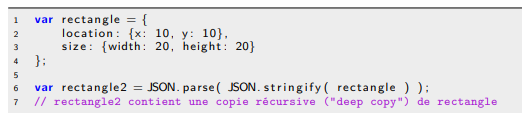 1 var rectangle = {
2 location: {x: 10, y: 10},
3 size: {width: 20, height: 20}
4 };
5
6 var rectangle2 = JSON.parse( JSON.stringify( rectangle ) );
7 // rectangle2 contient une copie récursive ("deep copy") de rectangle